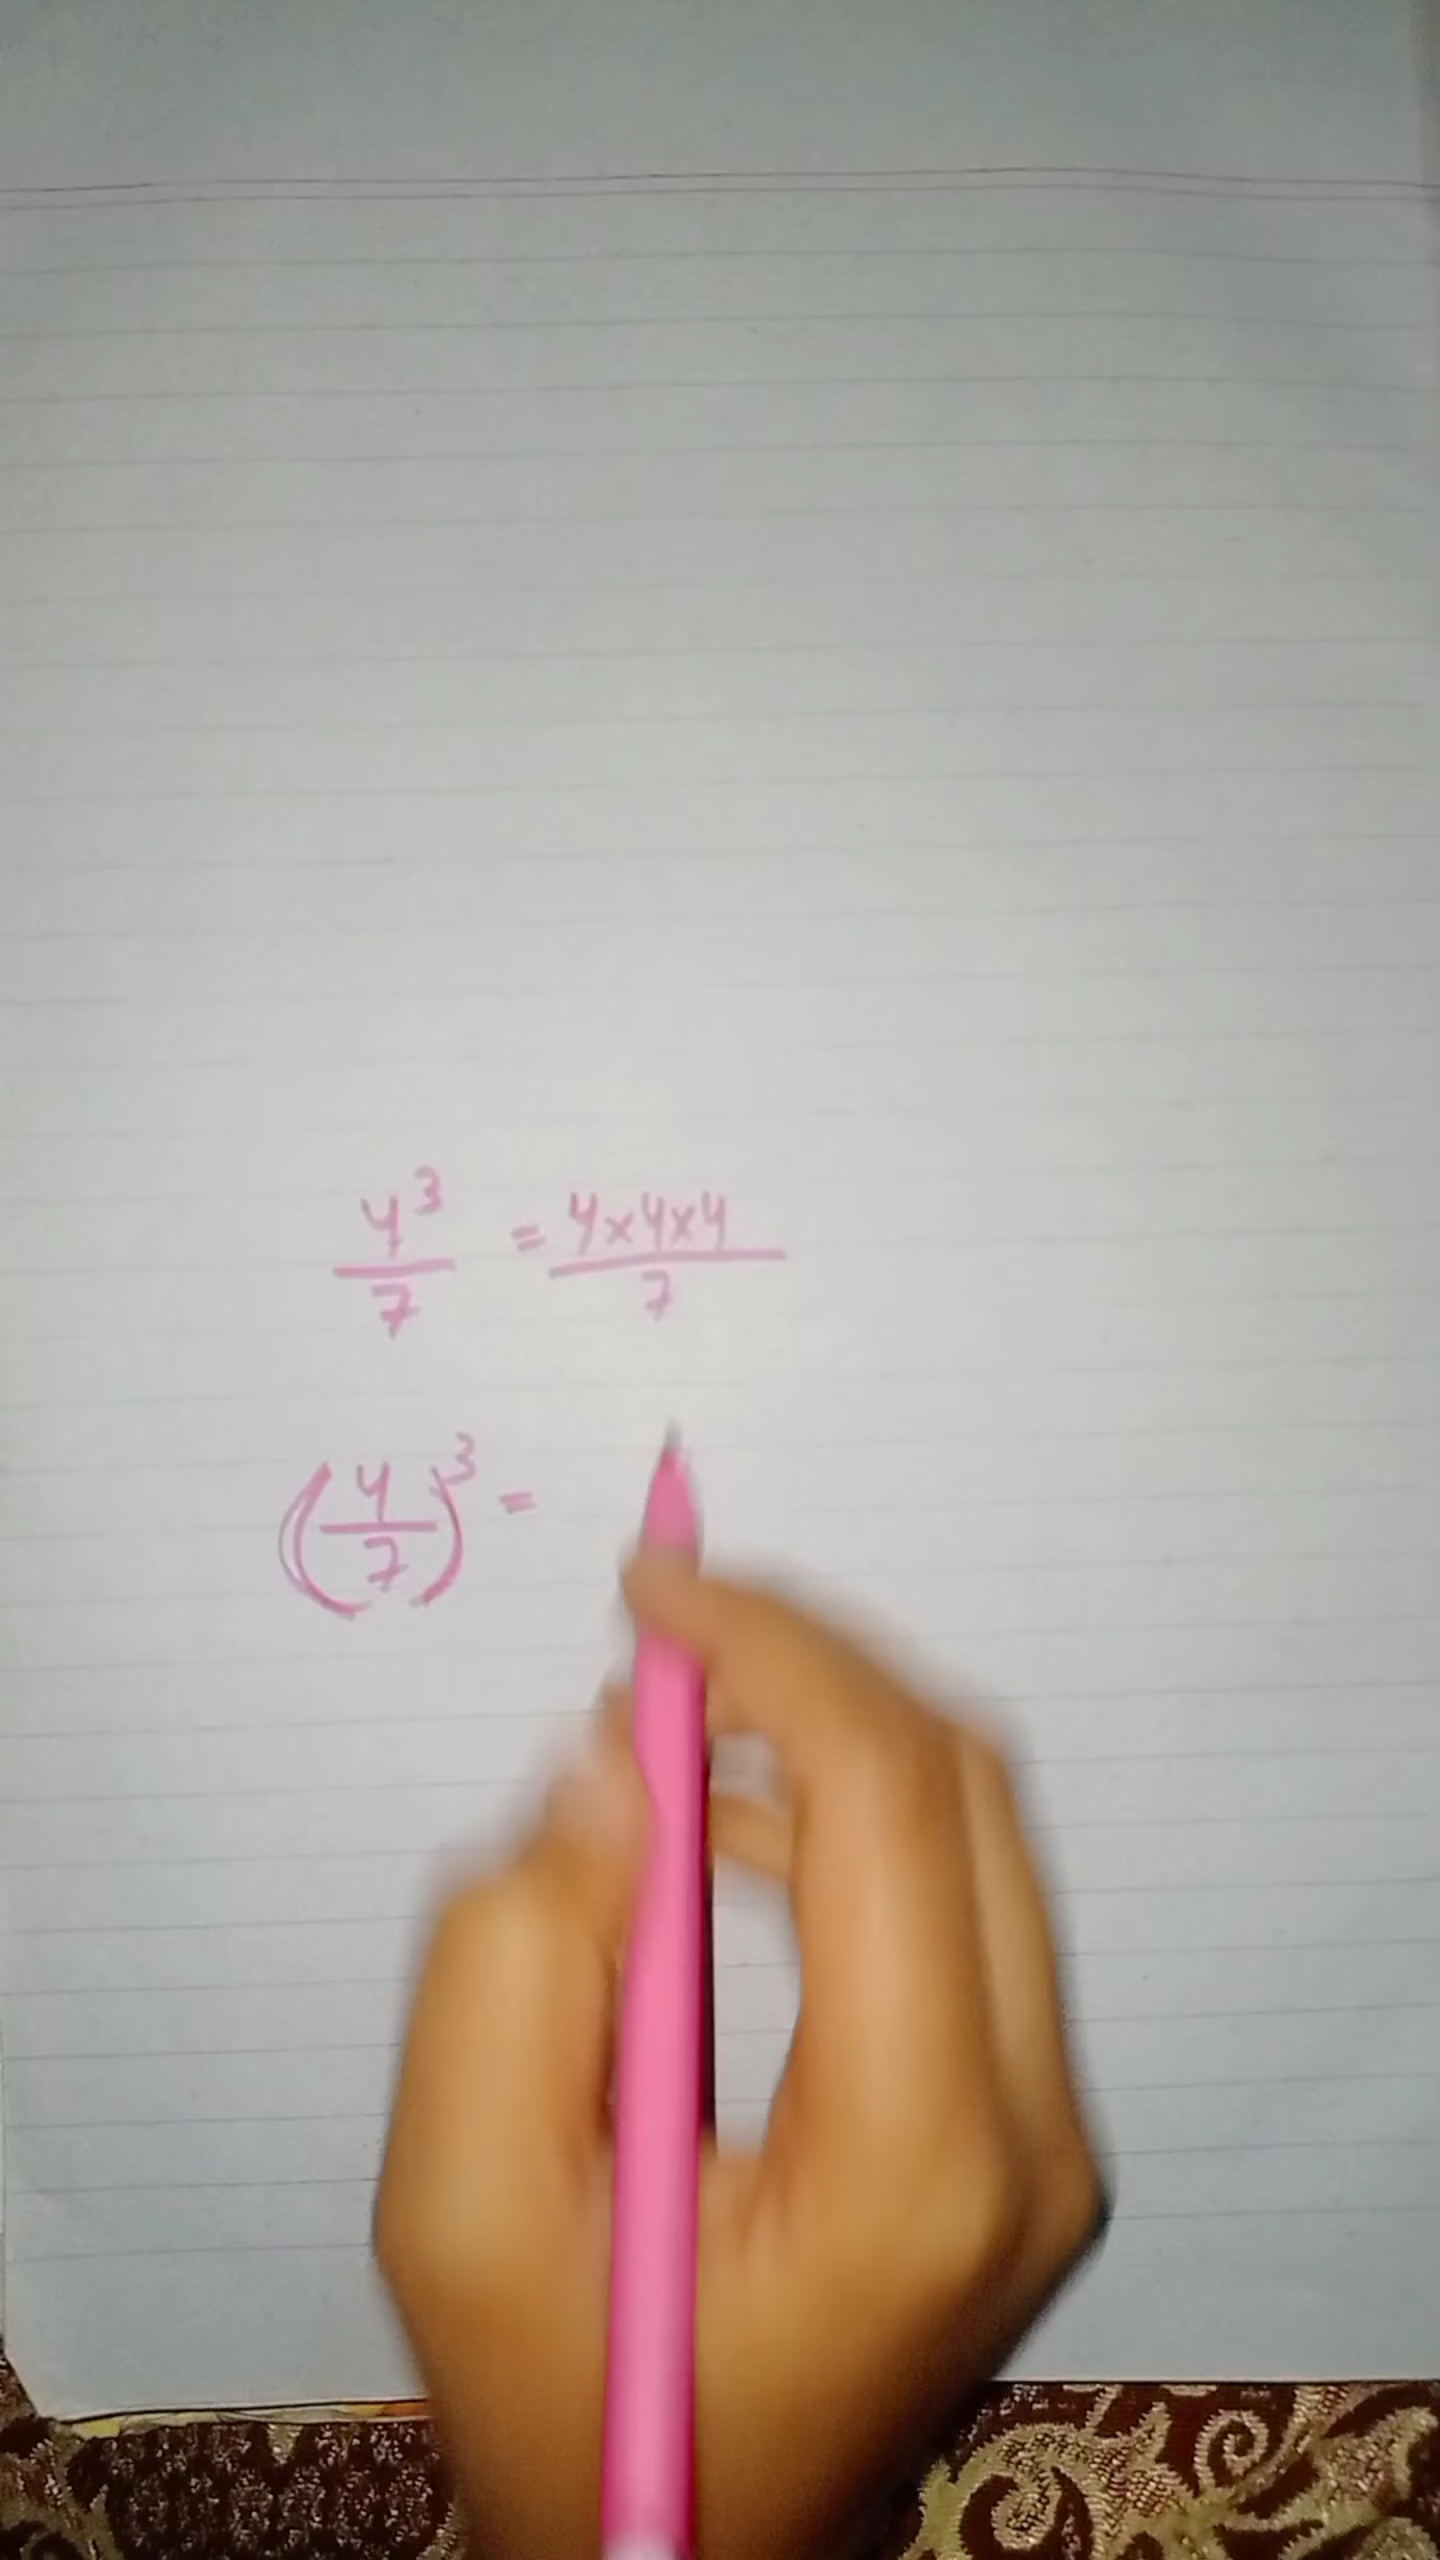 4³/7 = 4×4×4/7
(4/7)³ =